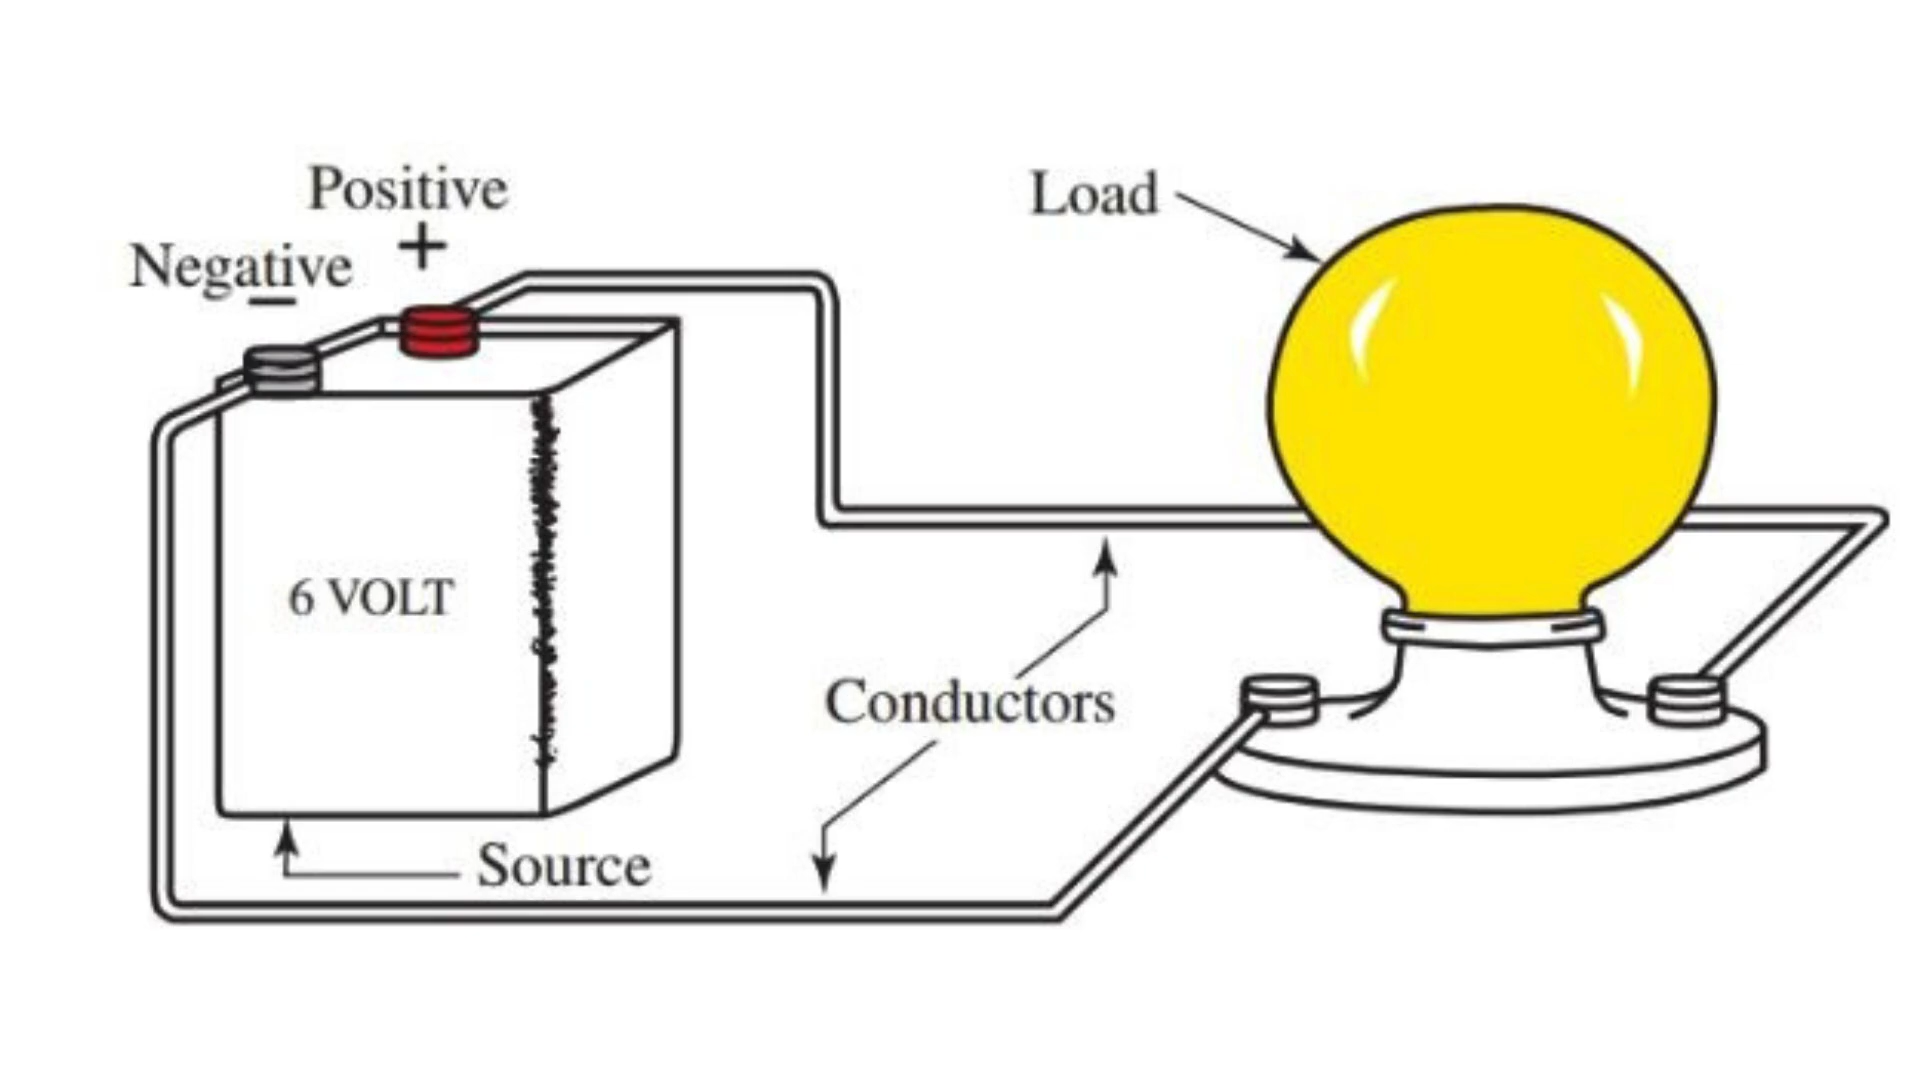 Positive
+
Negative
−
Load
6 VOLT
Conductors
Source